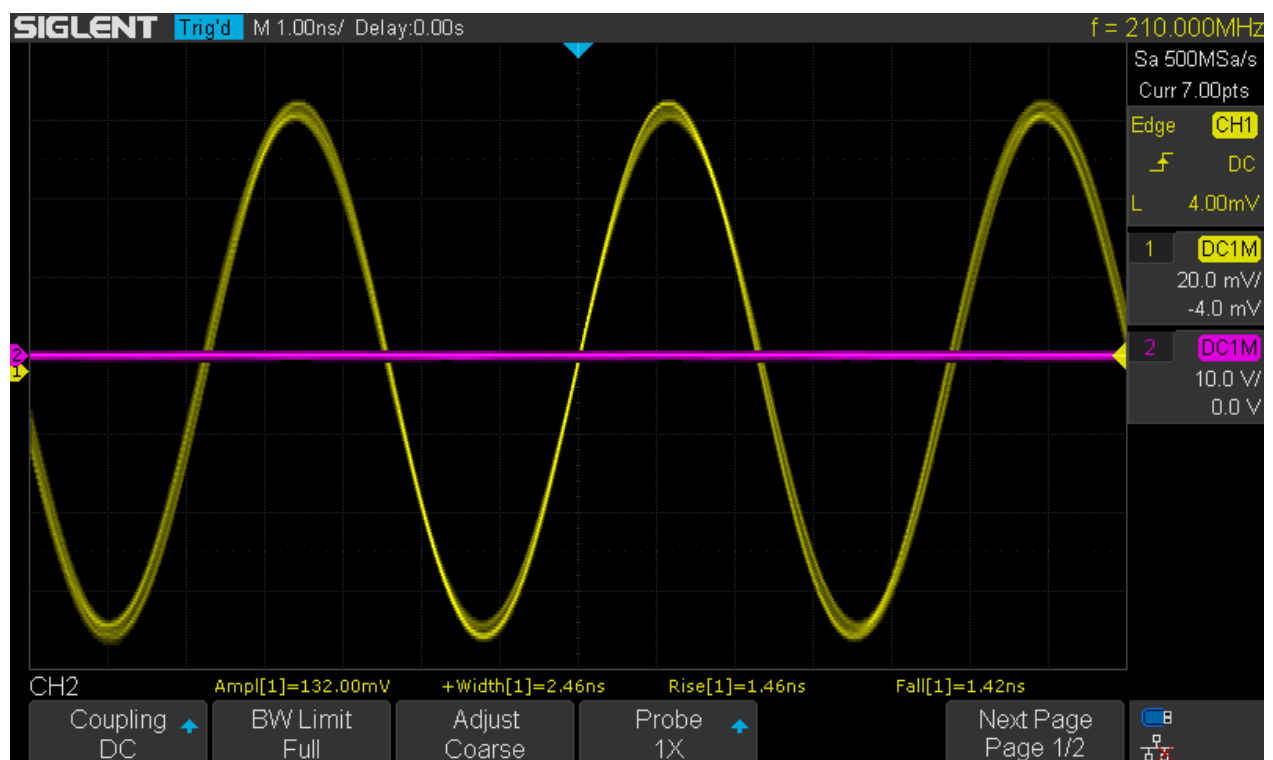 SIGLENT Trig'd M 1.00ns/ Delay:0.00s f = 210.000MHz
Sa 500MSa/s
Curr 7.00pts
Edge CH1
DC
L 4.00mV
1 DC1M
20.0 mV/
-4.0 mV
2 DC1M
10.0 V/
0.0 V
2
1
CH2 Ampl[1]=132.00mV +Width[1]=2.46ns Rise[1]=1.46ns Fall[1]=1.42ns
Coupling BW Limit Adjust Probe Next Page
DC Full Coarse 1X Page 1/2